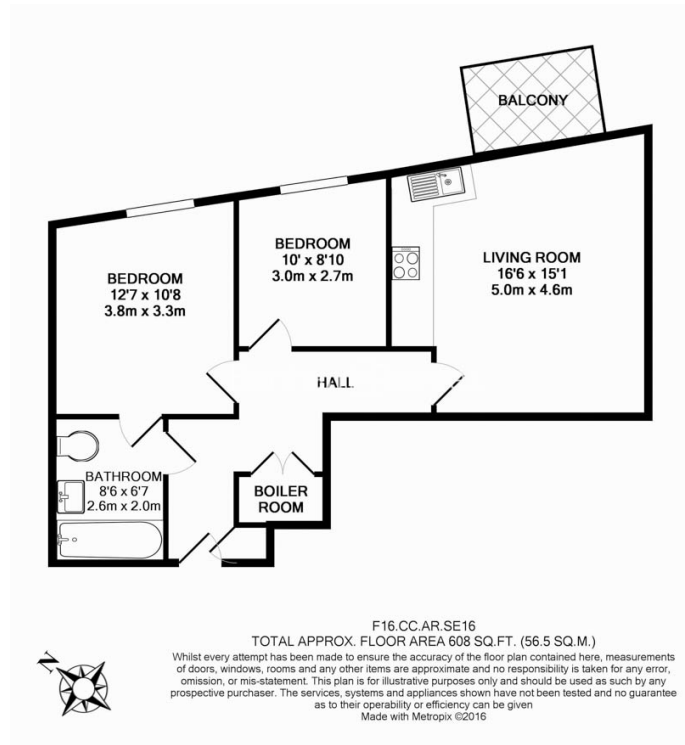 BALCONY
BEDROOM
10' x 8'10
3.0m x 2.7m
LIVING ROOM
16'6 x 15'1
5.0m x 4.6m
BEDROOM
12'7 x 10'8
3.8m x 3.3m
HALL
BATHROOM
8'6 x 6'7
2.6m x 2.0m
BOILER
ROOM
N
F16.CC.AR.SE16
TOTAL APPROX. FLOOR AREA 608 SQ.FT. (56.5 SQ.M.)
Whilst every attempt has been made to ensure the accuracy of the floor plan contained here, measurements
of doors, windows, rooms and any other items are approximate and no responsibility is taken for any error,
omission, or mis-statement. This plan is for illustrative purposes only and should be used as such by any
prospective purchaser. The services, systems and appliances shown have not been tested and no guarantee
as to their operability or efficiency can be given
Made with Metropix ©2016